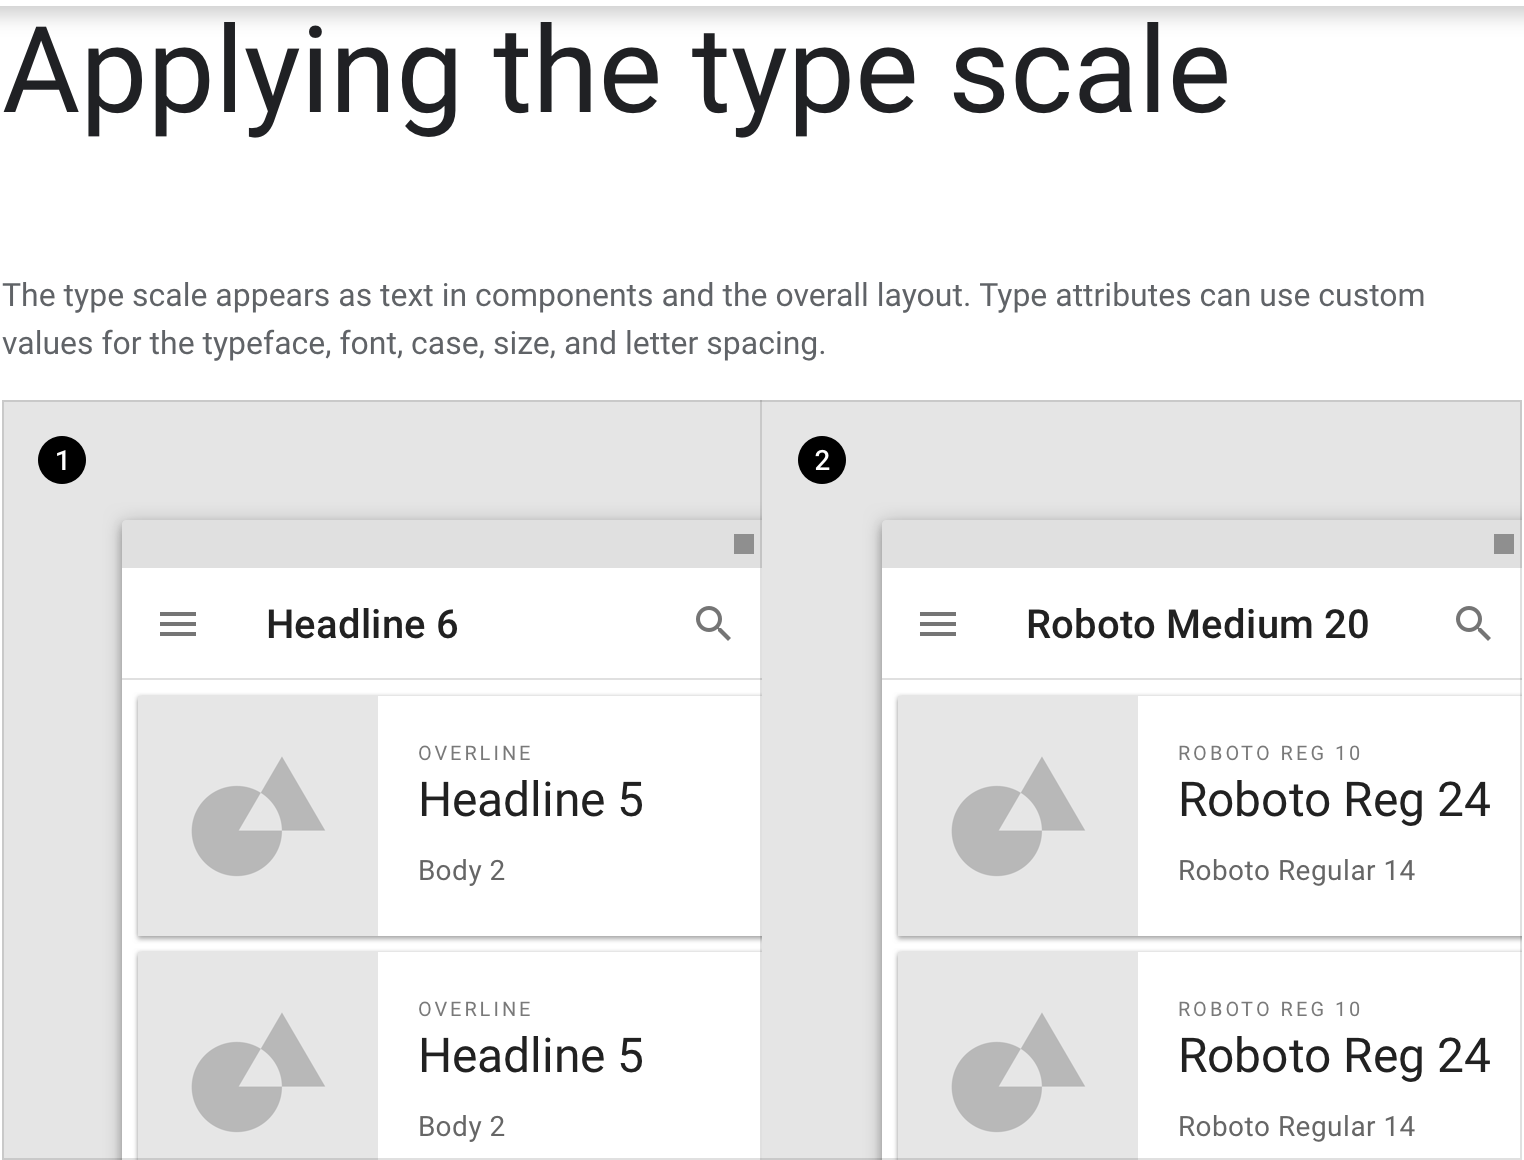 Applying the type scale
The type scale appears as text in components and the overall layout. Type attributes can use custom
values for the typeface, font, case, size, and letter spacing.
1
Headline 6
OVERLINE
Headline 5
Body 2
OVERLINE
Headline 5
Body 2
2
Roboto Medium 20
ROBOTO REG 10
Roboto Reg 24
Roboto Regular 14
ROBOTO REG 10
Roboto Reg 24
Roboto Regular 14